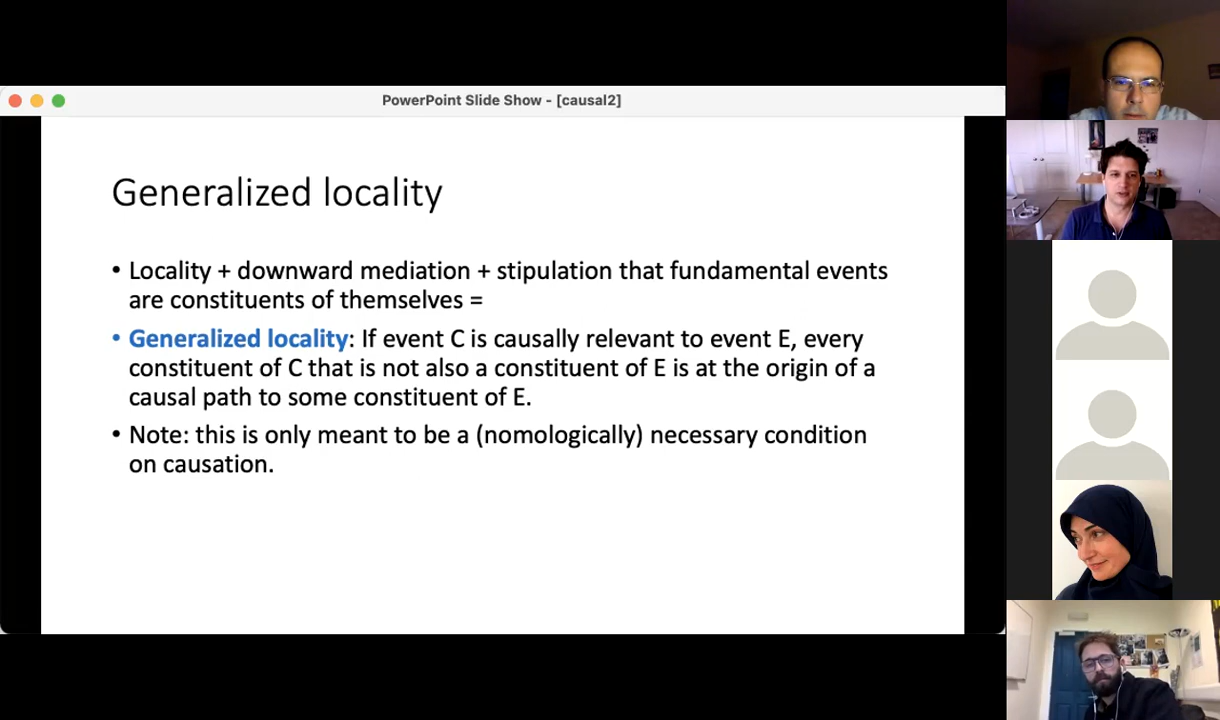 PowerPoint Slide Show - [causal2]
Generalized locality
• Locality + downward mediation + stipulation that fundamental events
are constituents of themselves =
• Generalized locality: If event C is causally relevant to event E, every
constituent of C that is not also a constituent of E is at the origin of a
causal path to some constituent of E.
• Note: this is only meant to be a (nomologically) necessary condition
on causation.